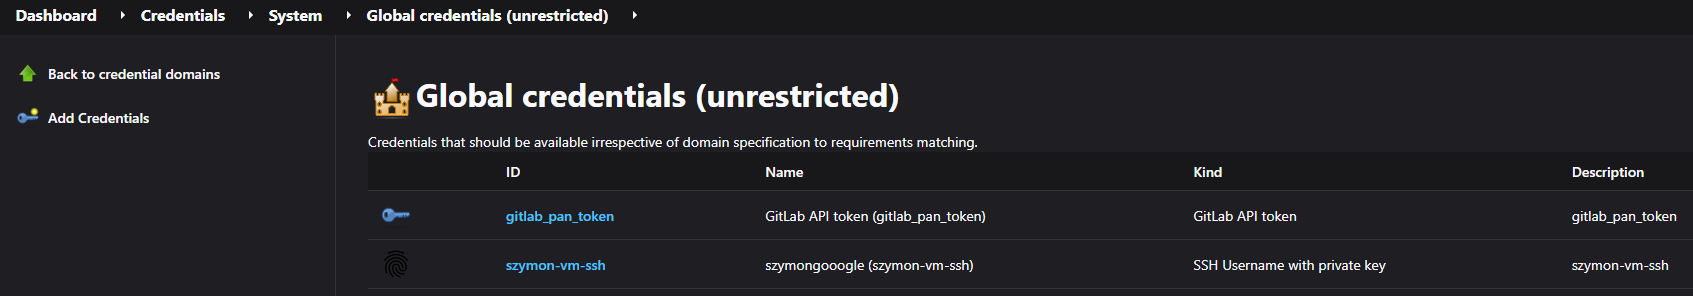 Dashboard Credentials System Global credentials (unrestricted)
Back to credential domains
Add Credentials
Global credentials (unrestricted)
Credentials that should be available irrespective of domain specification to requirements matching.
ID Name Kind Description
gitlab_pan_token GitLab API token (gitlab_pan_token) GitLab API token gitlab_pan_token
szymon-vm-ssh szymongooogle (szymon-vm-ssh) SSH Username with private key szymon-vm-ssh